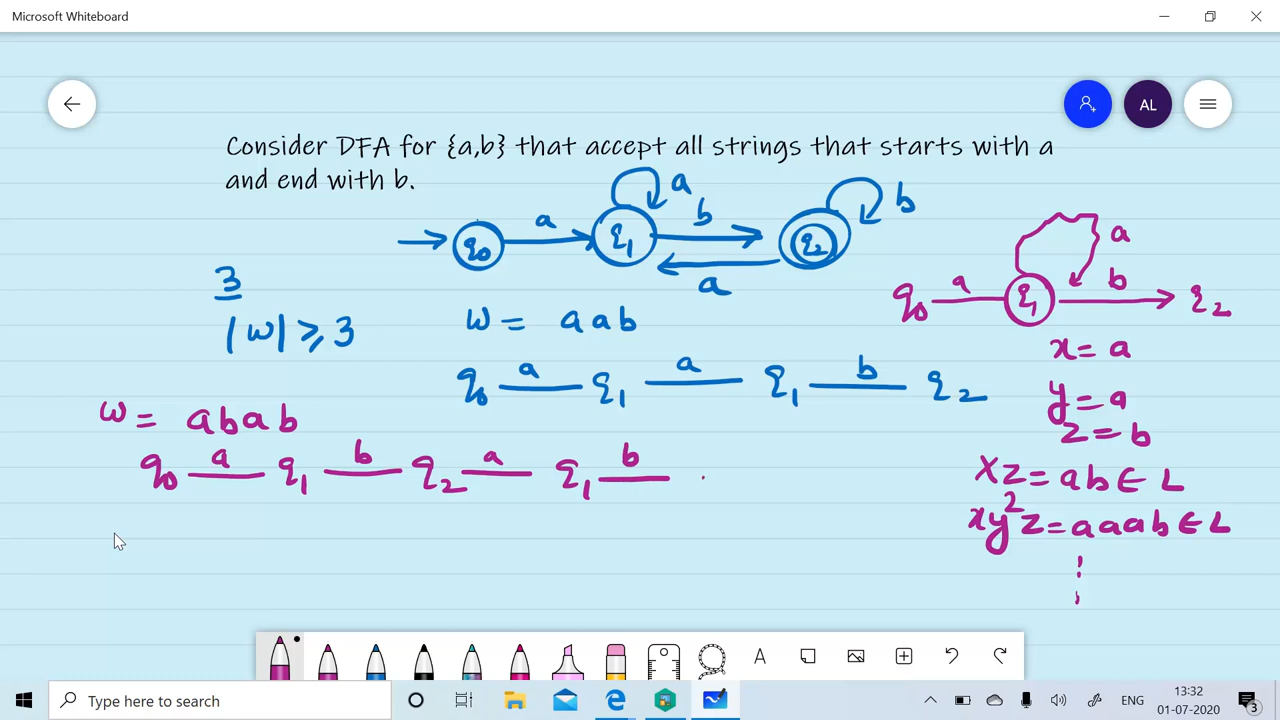 Microsoft Whiteboard
AL
Consider DFA for {a,b} that accept all strings that starts with a
and end with b.
a
a b b
q0 q1 q2
a
a
a b
q0 q1 q2
3
|w| ≥ 3
w = aab
x = a
q0 a q1 a q1 b q2
y = a
z = b
w = abab
q0 a q1 b q2 a q1 b
xz = ab ∈ L
xy²z = aaab ∈ L
A
Type here to search
ENG
13:32
01-07-2020
3